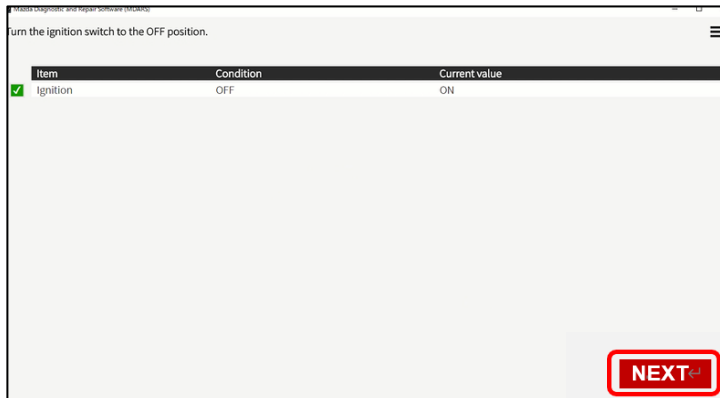 Mazda Diagnostic and Repair Software (MDARS)
Turn the ignition switch to the OFF position.
Item Condition Current value
Ignition OFF ON
NEXT↵